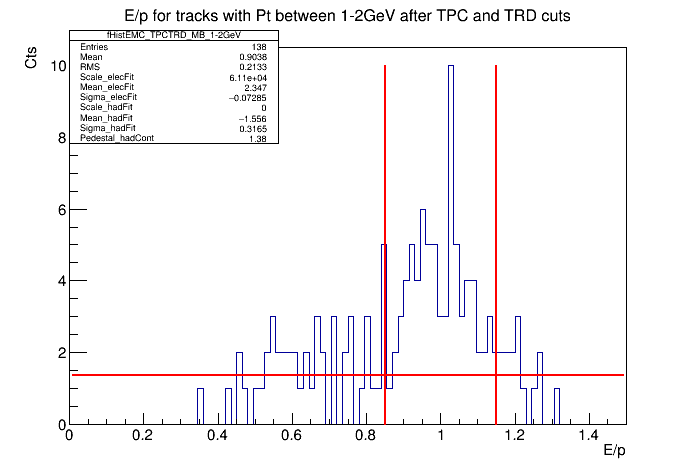 E/p for tracks with Pt between 1-2GeV after TPC and TRD cuts
fHistEMC_TPCTRD_MB_1-2GeV
Entries 138
Mean 0.9038
RMS 0.2133
Scale_elecFit 6.11e+04
Mean_elecFit 2.347
Sigma_elecFit −0.07285
Scale_hadFit 0
Mean_hadFit −1.556
Sigma_hadFit 0.3165
Pedestal_hadCont 1.38
Cts
10
8
6
4
2
0
0 0.2 0.4 0.6 0.8 1 1.2 1.4
E/p